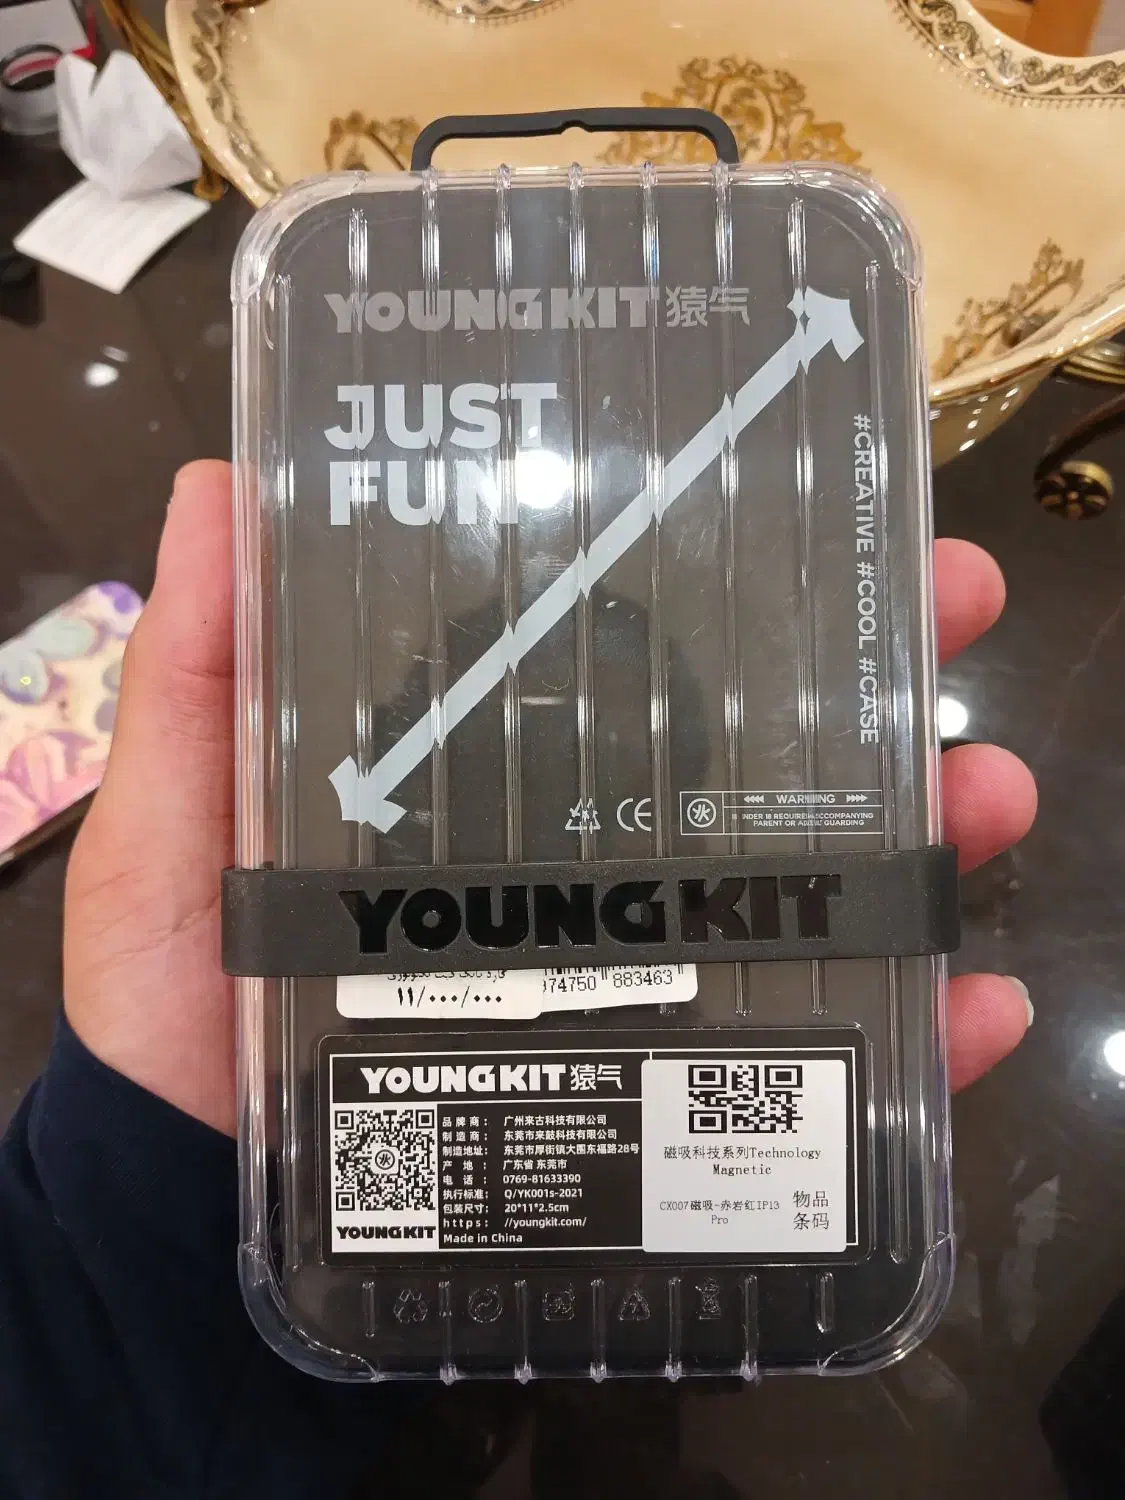 YOUNGKIT 猿气
JUST
FUN
#CREATIVE #COOL #CASE
CE
WARNING
UNDER 18 REQUIRE ACCOMPANYING
PARENT OR ADULT GUARDING
YOUNGKIT
۱۱/۰۰۰/۰۰۰
974750 883463
YOUNGKIT 猿气
品牌商： 广州来古科技有限公司
制造商： 东莞市来鼓科技有限公司
制造地址： 东莞市厚街镇大围东福路28号
产地： 广东省 东莞市
电话： 0769-81633390
执行标准： Q/YK001s-2021
包装尺寸： 20*11*2.5cm
https: //youngkit.com/
Made in China
YOUNGKIT
磁吸科技系列Technology
Magnetic
CX007磁吸-赤岩红IP13
Pro
物品
条码